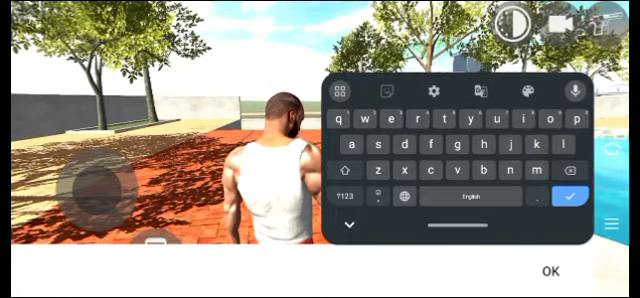 q w e r t y u i o p
a s d f g h j k l
z x c v b n m
?123 English .
OK